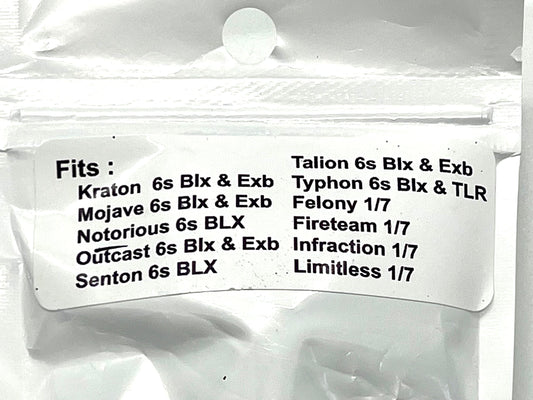 Fits :
Kraton 6s Blx & Exb
Mojave 6s Blx & Exb
Notorious 6s BLX
Outcast 6s Blx & Exb
Senton 6s BLX
Talion 6s Blx & Exb
Typhon 6s Blx & TLR
Felony 1/7
Fireteam 1/7
Infraction 1/7
Limitless 1/7